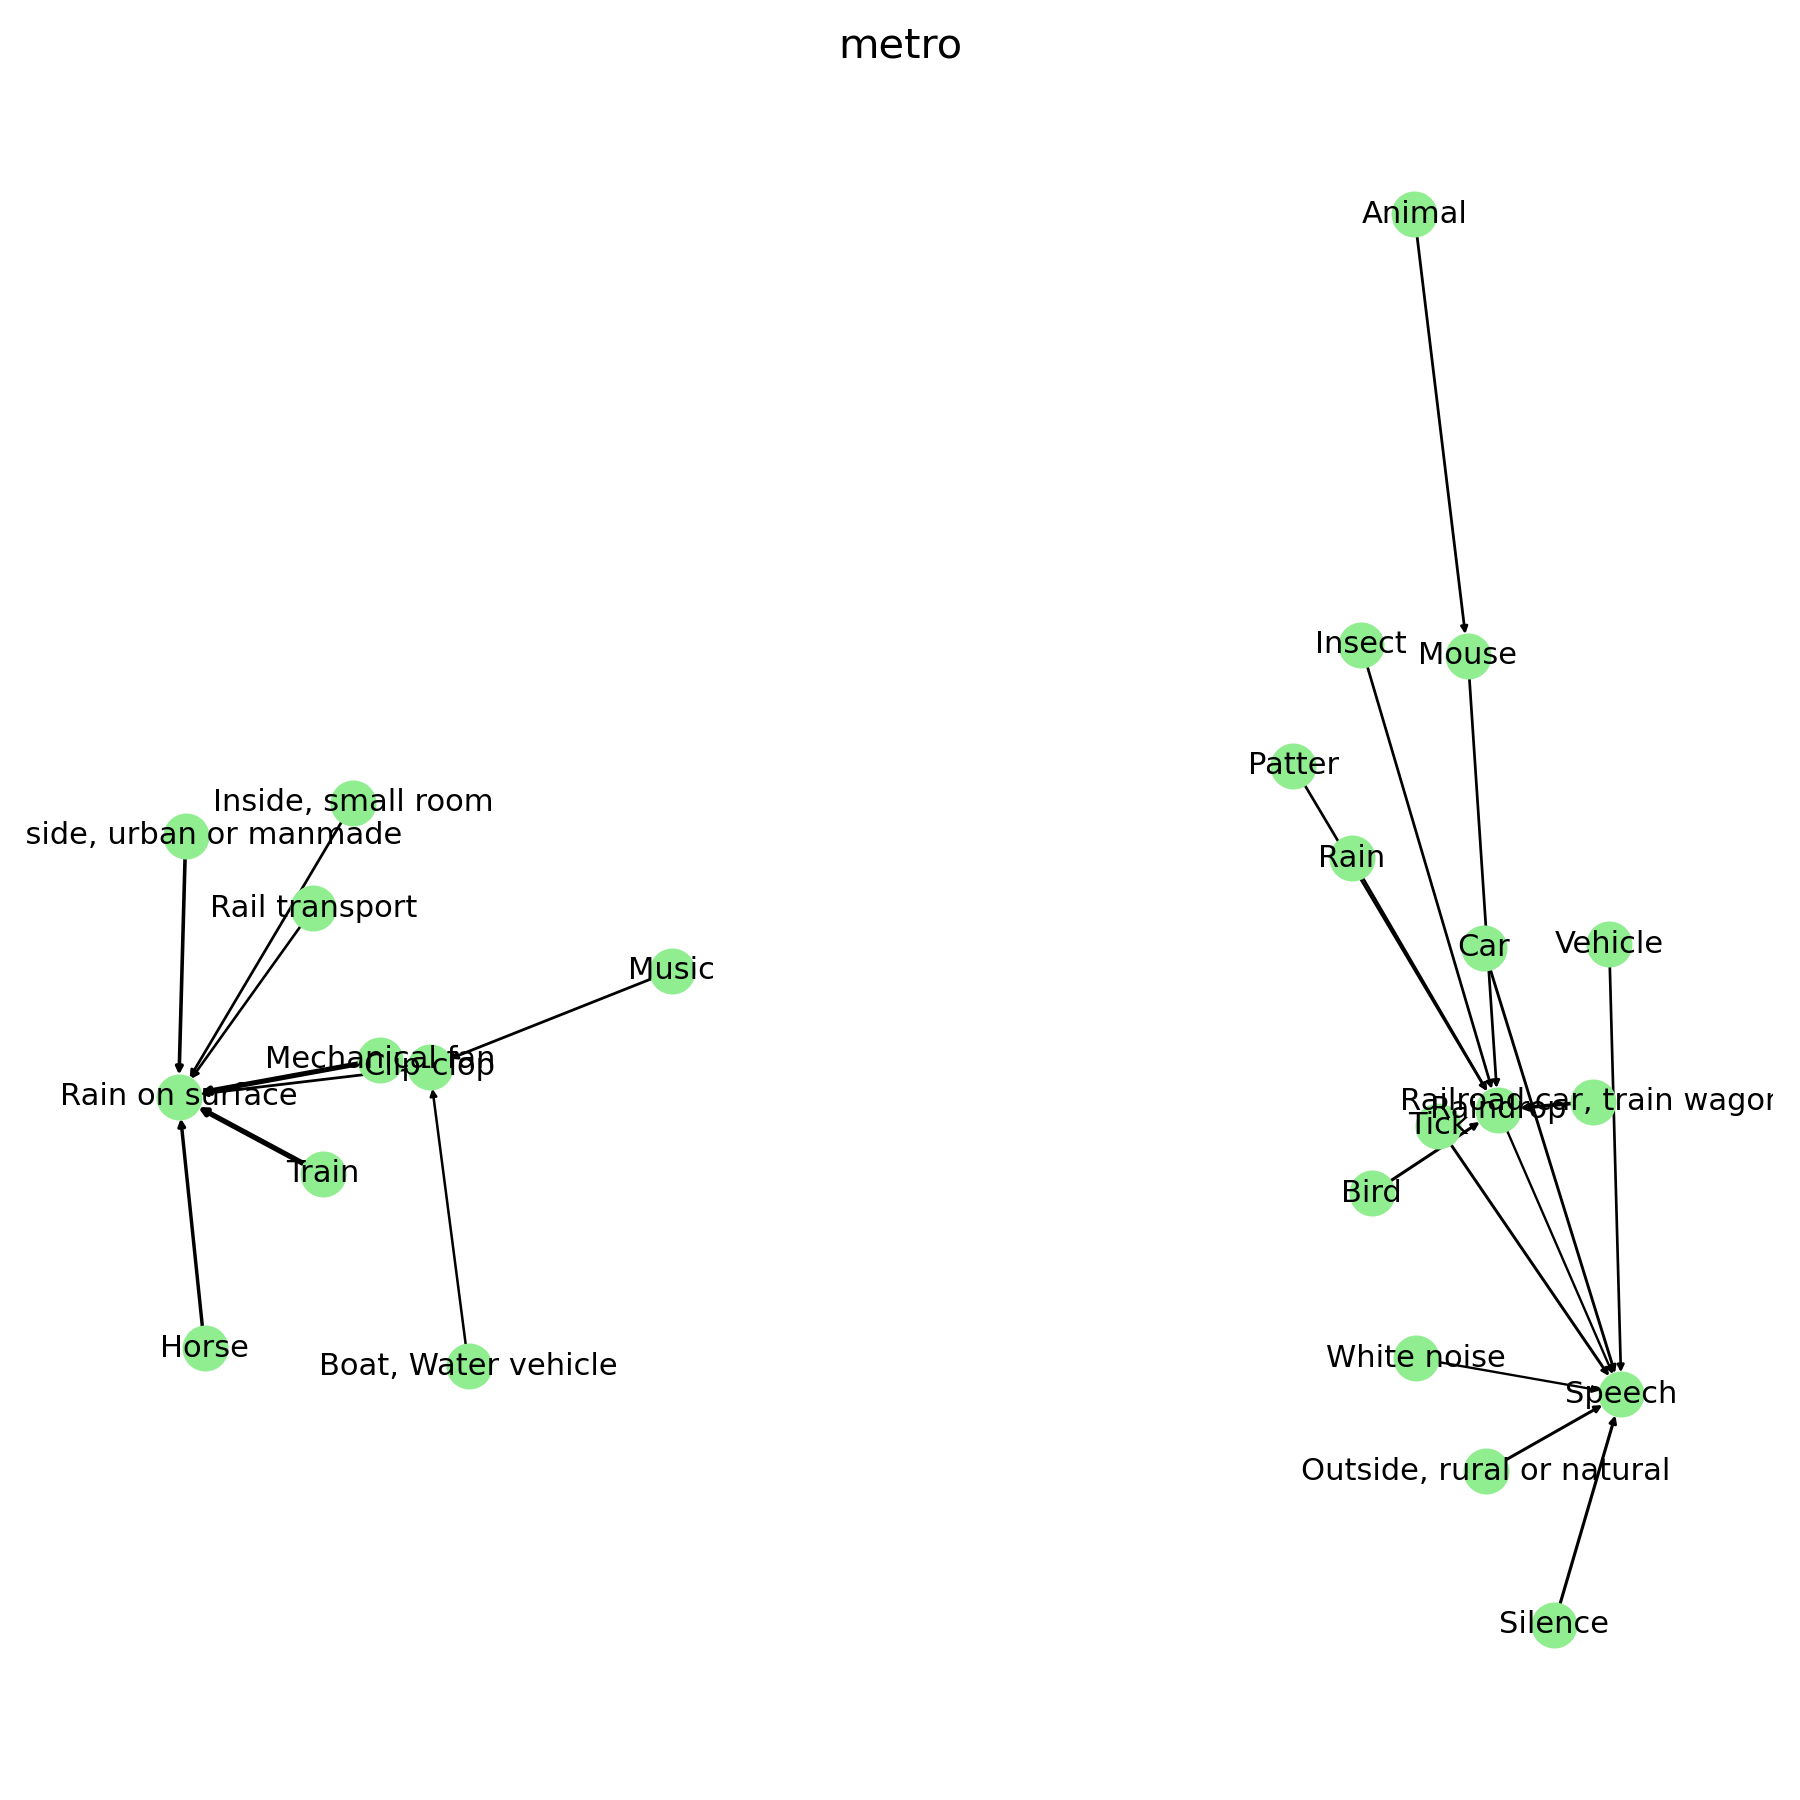 metro
Animal
Insect
Mouse
Patter
Inside, small room
side, urban or manmade
Rain
Rail transport
Car
Vehicle
Music
Mechanical fan
Clip-clop
Rain on surface
Railroad car, train wagon
Raindrop
Tick
Train
Bird
Horse
Boat, Water vehicle
White noise
Speech
Outside, rural or natural
Silence